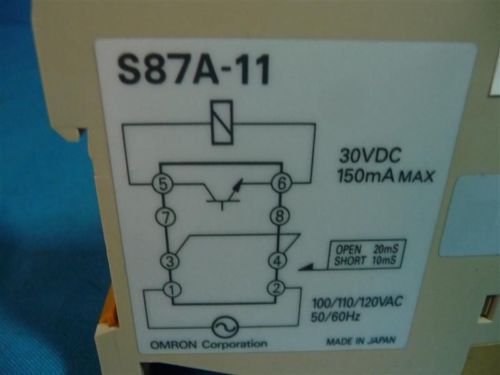 S87A-11
30VDC
150mA MAX
5
6
7
8
3
4
OPEN 20mS
SHORT 10mS
1
2
100/110/120VAC
50/60Hz
OMRON Corporation
MADE IN JAPAN